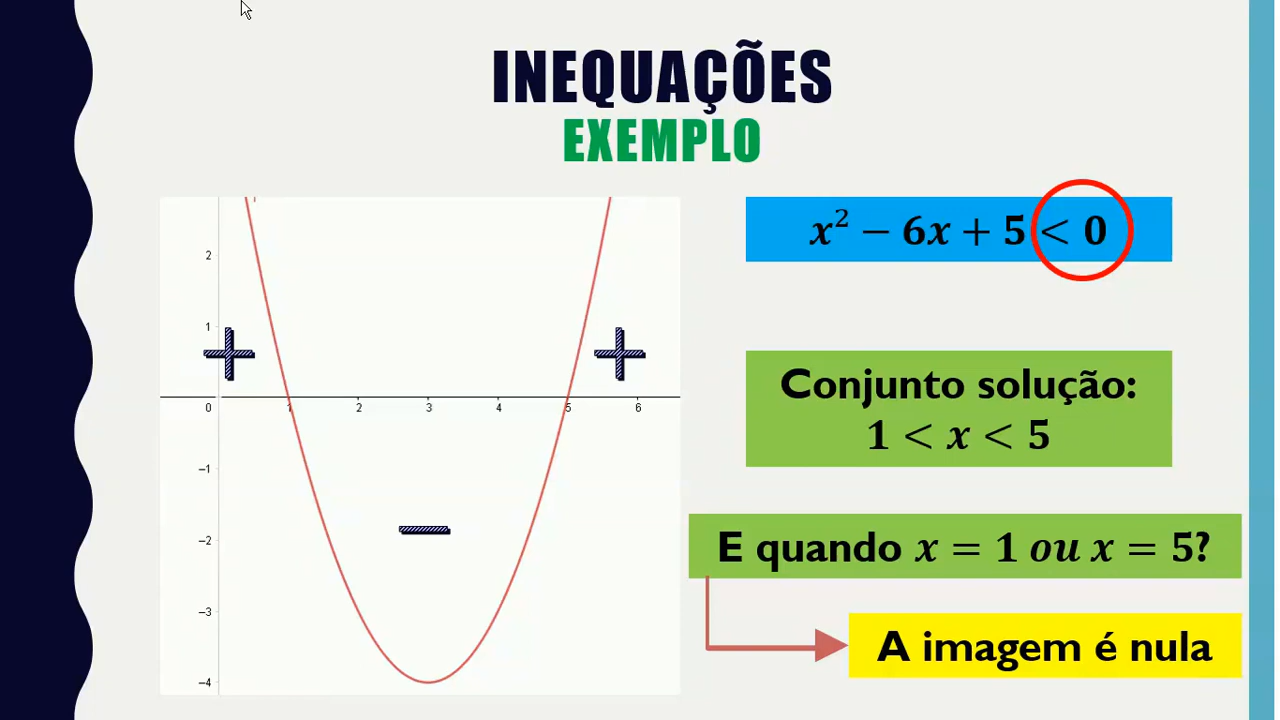 INEQUAÇÕES
EXEMPLO
x² − 6x + 5 < 0
2
1
0 1 2 3 4 5 6
−1
−2
−3
−4
Conjunto solução:
1 < x < 5
E quando x = 1 ou x = 5?
A imagem é nula